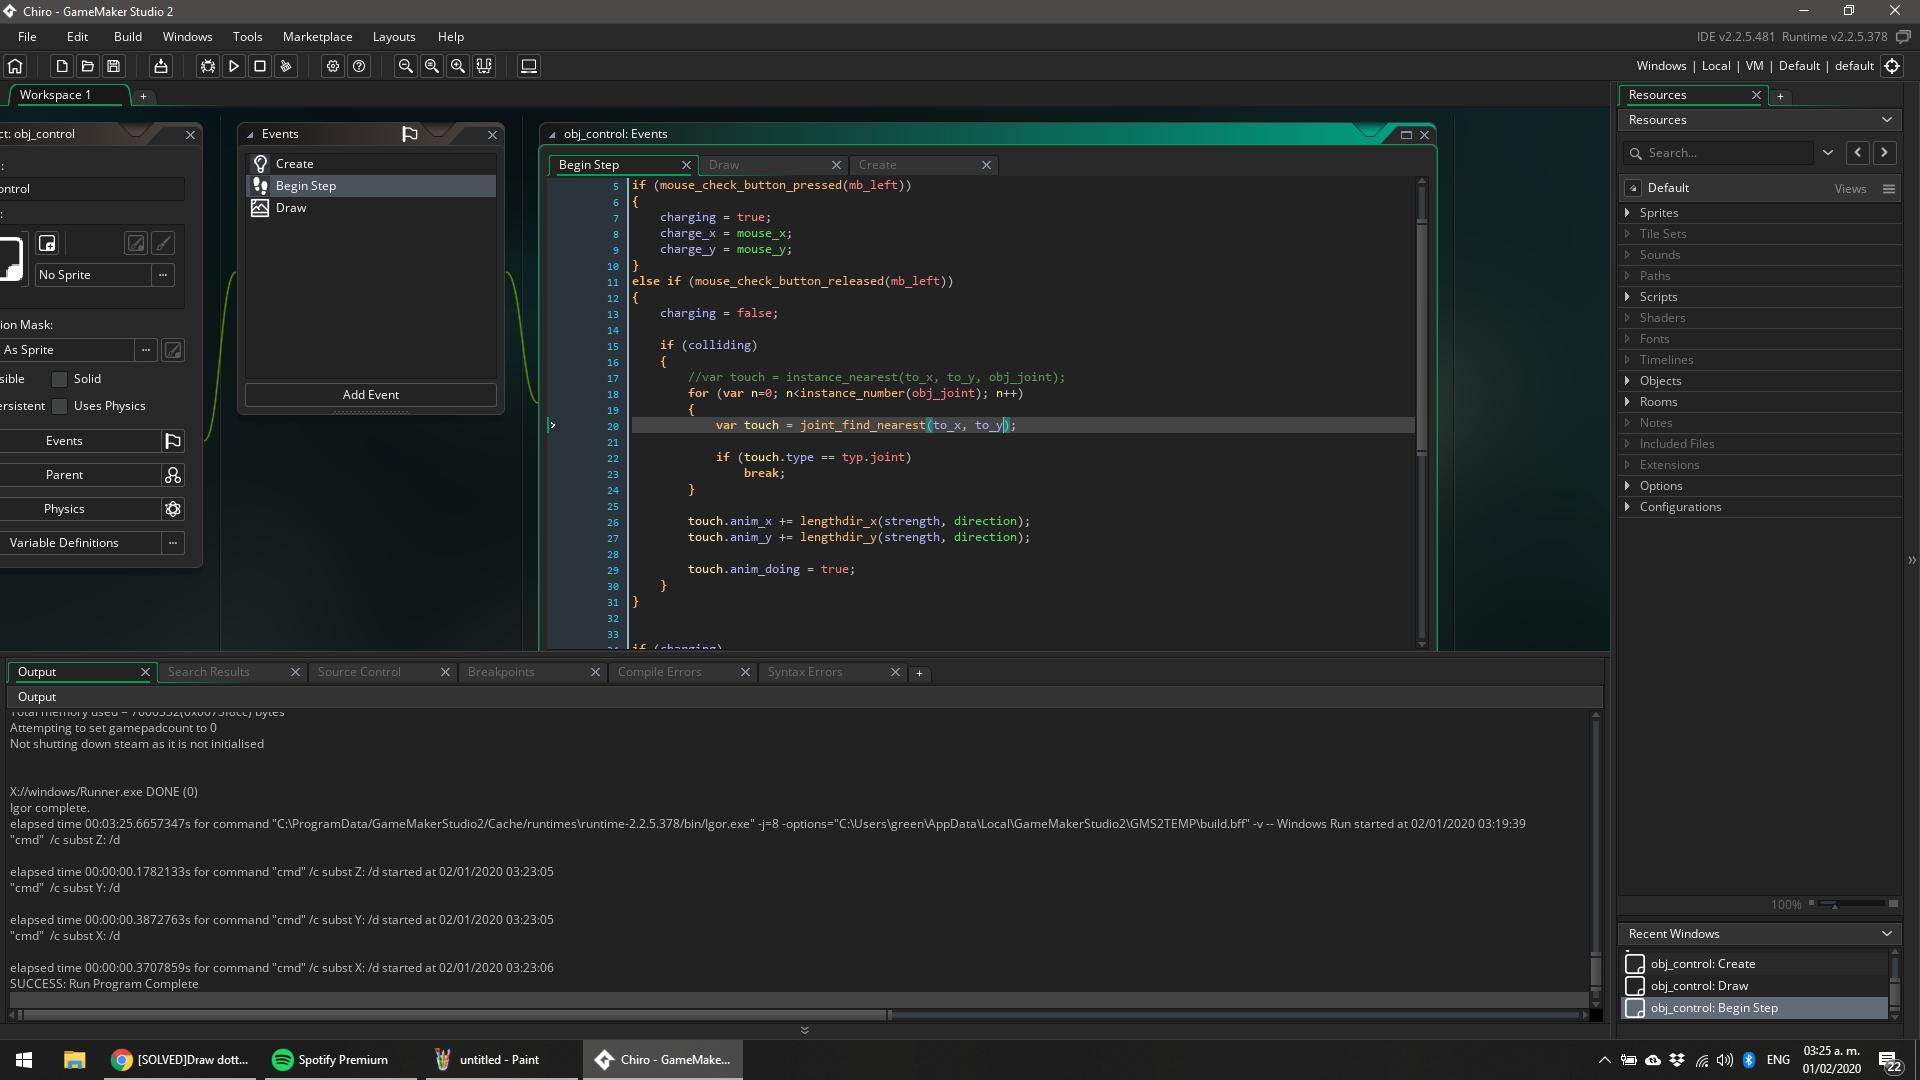 Chiro - GameMaker Studio 2
File Edit Build Windows Tools Marketplace Layouts Help
IDE v2.2.5.481 Runtime v2.2.5.378
Windows | Local | VM | Default | default
Workspace 1
ct: obj_control
:
ontrol
:
No Sprite
ion Mask:
As Sprite
sible Solid
ersistent Uses Physics
Events
Parent
Physics
Variable Definitions
Events
Create
Begin Step
Draw
Add Event
obj_control: Events
Begin Step Draw Create
5 if (mouse_check_button_pressed(mb_left))
6 {
7 charging = true;
8 charge_x = mouse_x;
9 charge_y = mouse_y;
10 }
11 else if (mouse_check_button_released(mb_left))
12 {
13 charging = false;
14
15 if (colliding)
16 {
17 //var touch = instance_nearest(to_x, to_y, obj_joint);
18 for (var n=0; n<instance_number(obj_joint); n++)
19 {
20 var touch = joint_find_nearest(to_x, to_y);
21
22 if (touch.type == typ.joint)
23 break;
24 }
25
26 touch.anim_x += lengthdir_x(strength, direction);
27 touch.anim_y += lengthdir_y(strength, direction);
28
29 touch.anim_doing = true;
30 }
31 }
32
33
34 if (charging)
Resources
Resources
Search...
Default Views
Sprites
Tile Sets
Sounds
Paths
Scripts
Shaders
Fonts
Timelines
Objects
Rooms
Notes
Included Files
Extensions
Options
Configurations
100%
Recent Windows
obj_control: Create
obj_control: Draw
obj_control: Begin Step
Output Search Results Source Control Breakpoints Compile Errors Syntax Errors
Output
Total memory used = 7000332(0x0073f8cc) bytes
Attempting to set gamepadcount to 0
Not shutting down steam as it is not initialised
X://windows/Runner.exe DONE (0)
Igor complete.
elapsed time 00:03:25.6657347s for command "C:\ProgramData/GameMakerStudio2/Cache/runtimes\runtime-2.2.5.378/bin/Igor.exe" -j=8 -options="C:\Users\green\AppData\Local\GameMakerStudio2\GMS2TEMP\build.bff" -v -- Windows Run started at 02/01/2020 03:19:39
"cmd" /c subst Z: /d
elapsed time 00:00:00.1782133s for command "cmd" /c subst Z: /d started at 02/01/2020 03:23:05
"cmd" /c subst Y: /d
elapsed time 00:00:00.3872763s for command "cmd" /c subst Y: /d started at 02/01/2020 03:23:05
"cmd" /c subst X: /d
elapsed time 00:00:00.3707859s for command "cmd" /c subst X: /d started at 02/01/2020 03:23:06
SUCCESS: Run Program Complete
[SOLVED]Draw dott...
Spotify Premium
untitled - Paint
Chiro - GameMake...
ENG
03:25 a. m.
01/02/2020
22